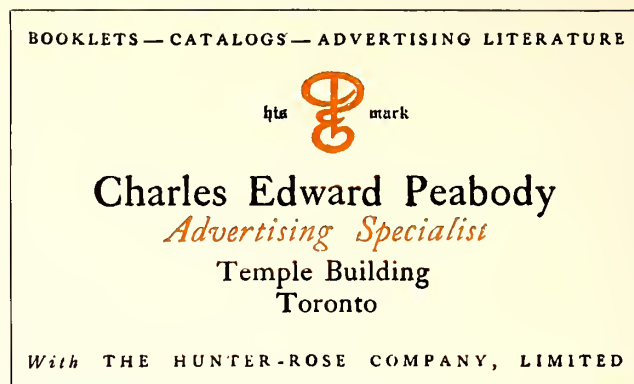 BOOKLETS — CATALOGS — ADVERTISING LITERATURE
his mark
Charles Edward Peabody
Advertising Specialist
Temple Building
Toronto
With THE HUNTER-ROSE COMPANY, LIMITED